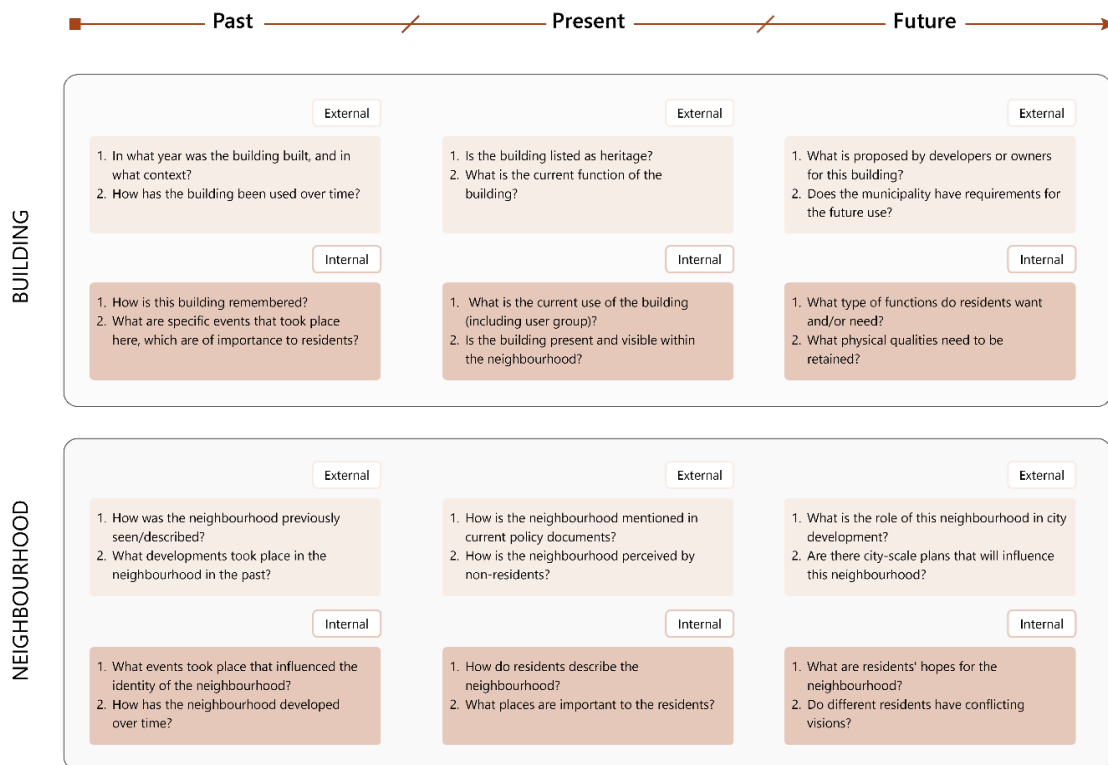 Past
Present
Future
BUILDING
External
1. In what year was the building built, and in
what context?
2. How has the building been used over time?
External
1. Is the building listed as heritage?
2. What is the current function of the
building?
External
1. What is proposed by developers or owners
for this building?
2. Does the municipality have requirements for
the future use?
Internal
1. How is this building remembered?
2. What are specific events that took place
here, which are of importance to residents?
Internal
1. What is the current use of the building
(including user group)?
2. Is the building present and visible within
the neighbourhood?
Internal
1. What type of functions do residents want
and/or need?
2. What physical qualities need to be
retained?
NEIGHBOURHOOD
External
1. How was the neighbourhood previously
seen/described?
2. What developments took place in the
neighbourhood in the past?
External
1. How is the neighbourhood mentioned in
current policy documents?
2. How is the neighbourhood perceived by
non-residents?
External
1. What is the role of this neighbourhood in city
development?
2. Are there city-scale plans that will influence
this neighbourhood?
Internal
1. What events took place that influenced the
identity of the neighbourhood?
2. How has the neighbourhood developed
over time?
Internal
1. How do residents describe the
neighbourhood?
2. What places are important to the residents?
Internal
1. What are residents' hopes for the
neighbourhood?
2. Do different residents have conflicting
visions?